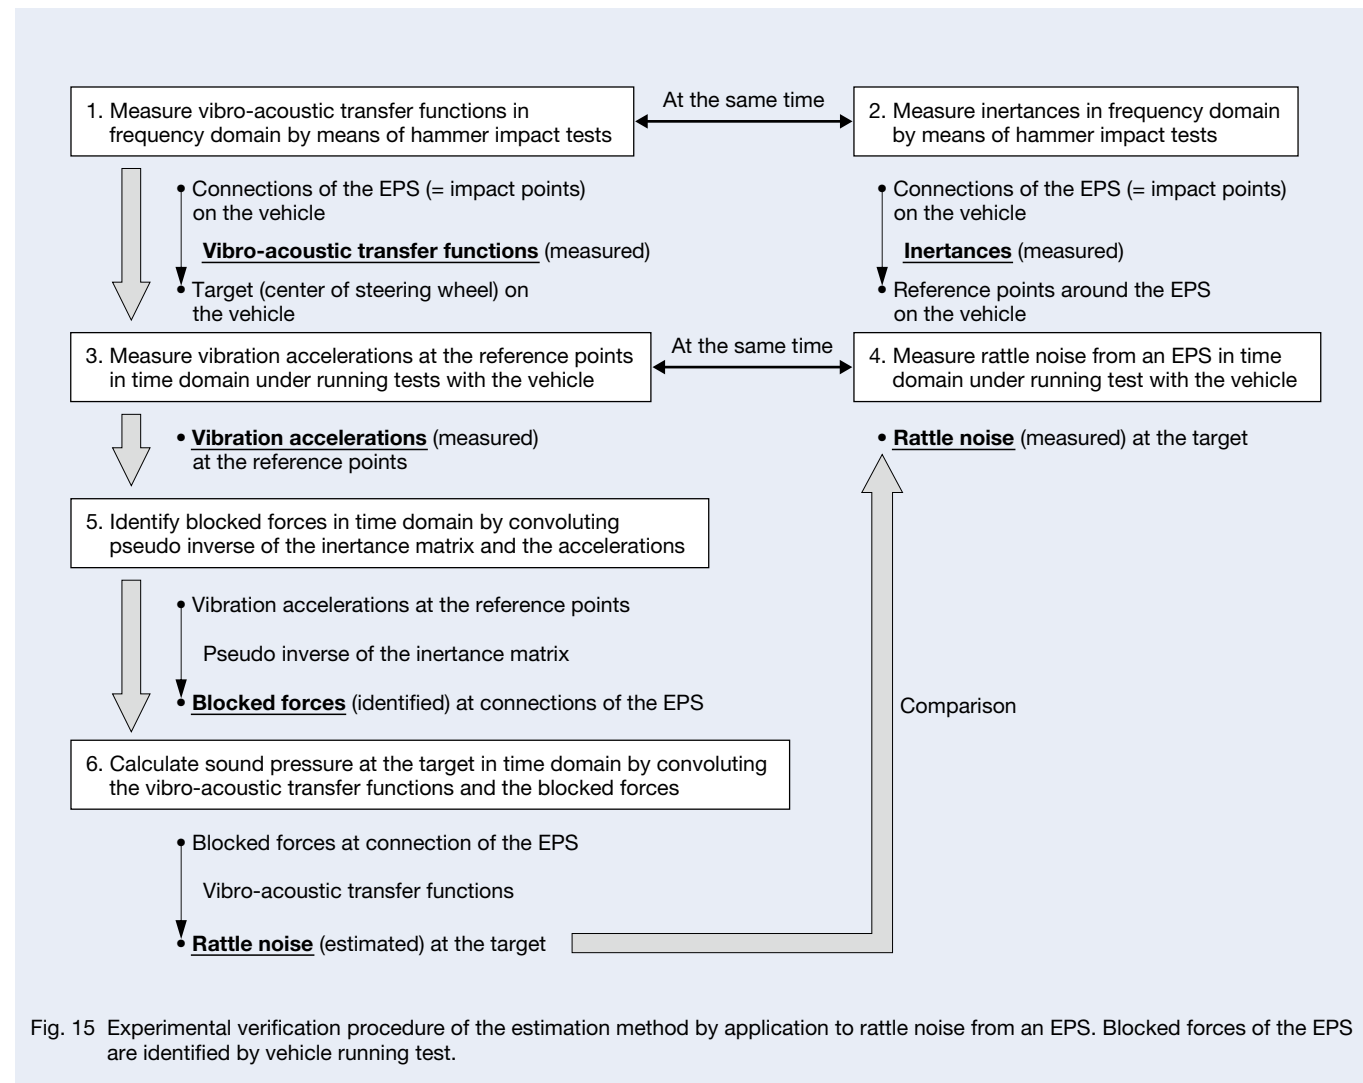 1. Measure vibro-acoustic transfer functions in
frequency domain by means of hammer impact tests
At the same time
2. Measure inertances in frequency domain
by means of hammer impact tests
• Connections of the EPS (= impact points)
on the vehicle
Vibro-acoustic transfer functions (measured)
• Target (center of steering wheel) on
the vehicle
• Connections of the EPS (= impact points)
on the vehicle
Inertances (measured)
• Reference points around the EPS
on the vehicle
3. Measure vibration accelerations at the reference points
in time domain under running tests with the vehicle
At the same time
4. Measure rattle noise from an EPS in time
domain under running test with the vehicle
• Vibration accelerations (measured)
at the reference points
• Rattle noise (measured) at the target
5. Identify blocked forces in time domain by convoluting
pseudo inverse of the inertance matrix and the accelerations
• Vibration accelerations at the reference points
Pseudo inverse of the inertance matrix
• Blocked forces (identified) at connections of the EPS
Comparison
6. Calculate sound pressure at the target in time domain by convoluting
the vibro-acoustic transfer functions and the blocked forces
• Blocked forces at connection of the EPS
Vibro-acoustic transfer functions
• Rattle noise (estimated) at the target
Fig. 15 Experimental verification procedure of the estimation method by application to rattle noise from an EPS. Blocked forces of the EPS
are identified by vehicle running test.